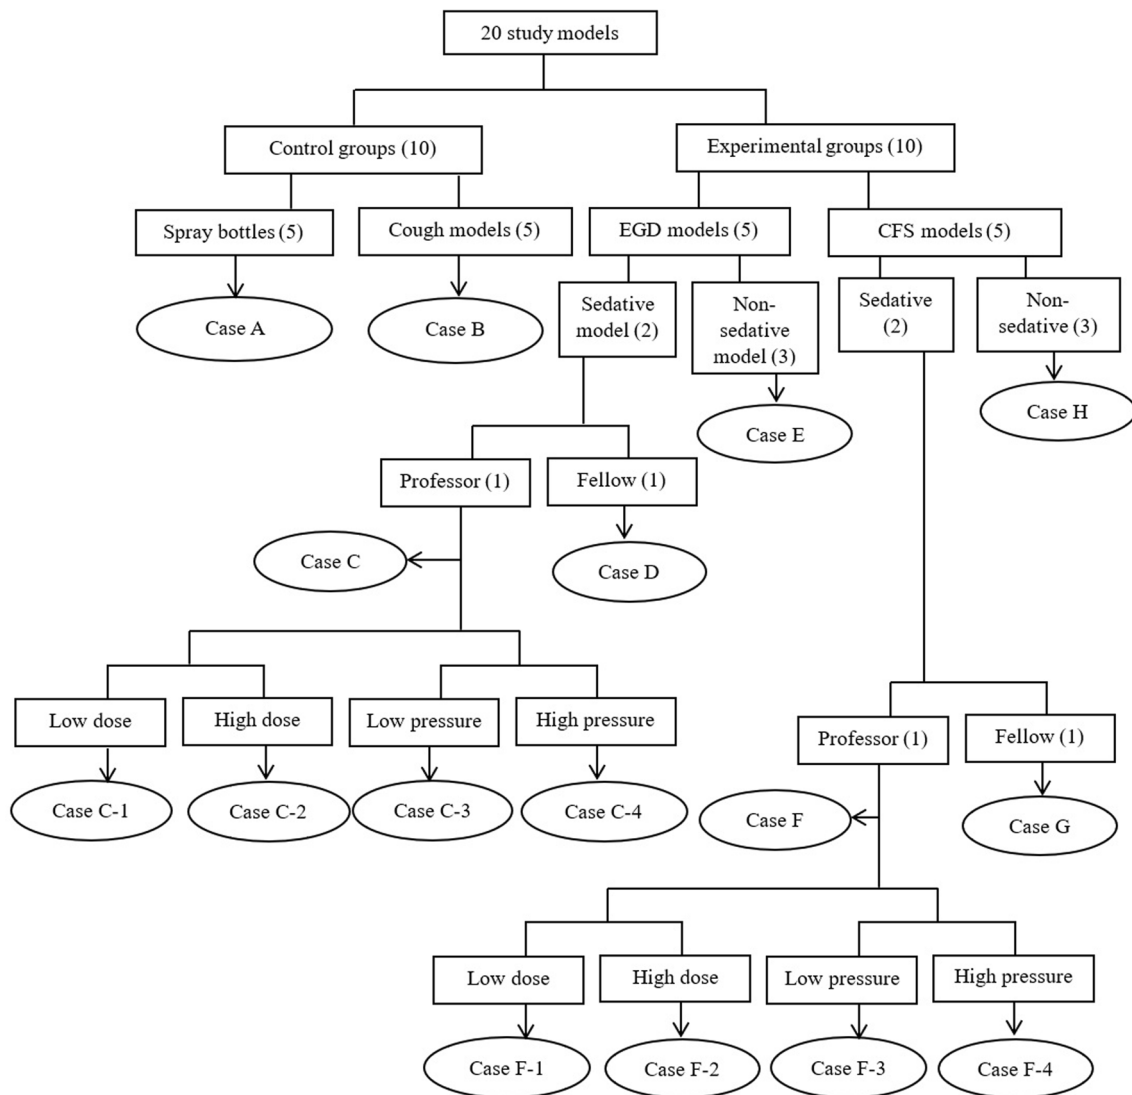 20 study models
Control groups (10)
Experimental groups (10)
Spray bottles (5)
Cough models (5)
EGD models (5)
CFS models (5)
Case A
Case B
Sedative
model (2)
Non-
sedative
model (3)
Sedative
(2)
Non-
sedative (3)
Case E
Case H
Professor (1)
Fellow (1)
Case C
Case D
Low dose
High dose
Low pressure
High pressure
Case C-1
Case C-2
Case C-3
Case C-4
Professor (1)
Fellow (1)
Case F
Case G
Low dose
High dose
Low pressure
High pressure
Case F-1
Case F-2
Case F-3
Case F-4